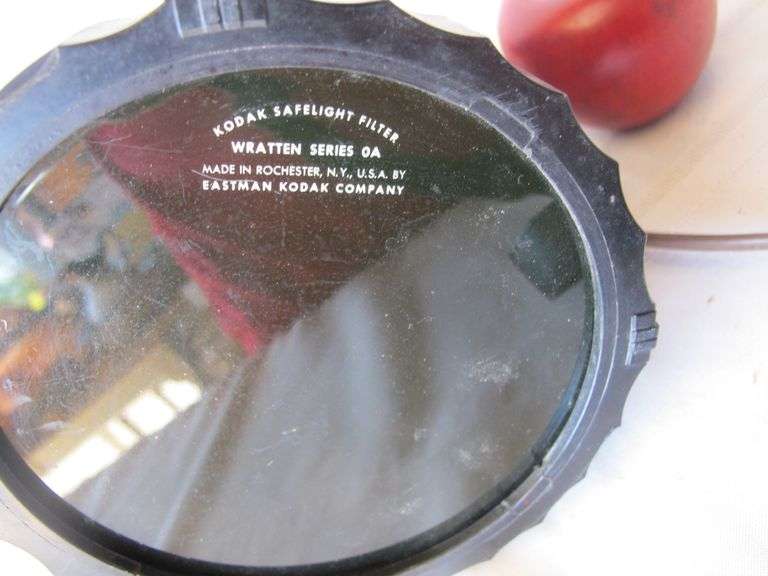 KODAK SAFELIGHT FILTER
WRATTEN SERIES 0A
MADE IN ROCHESTER, N.Y., U.S.A. BY
EASTMAN KODAK COMPANY